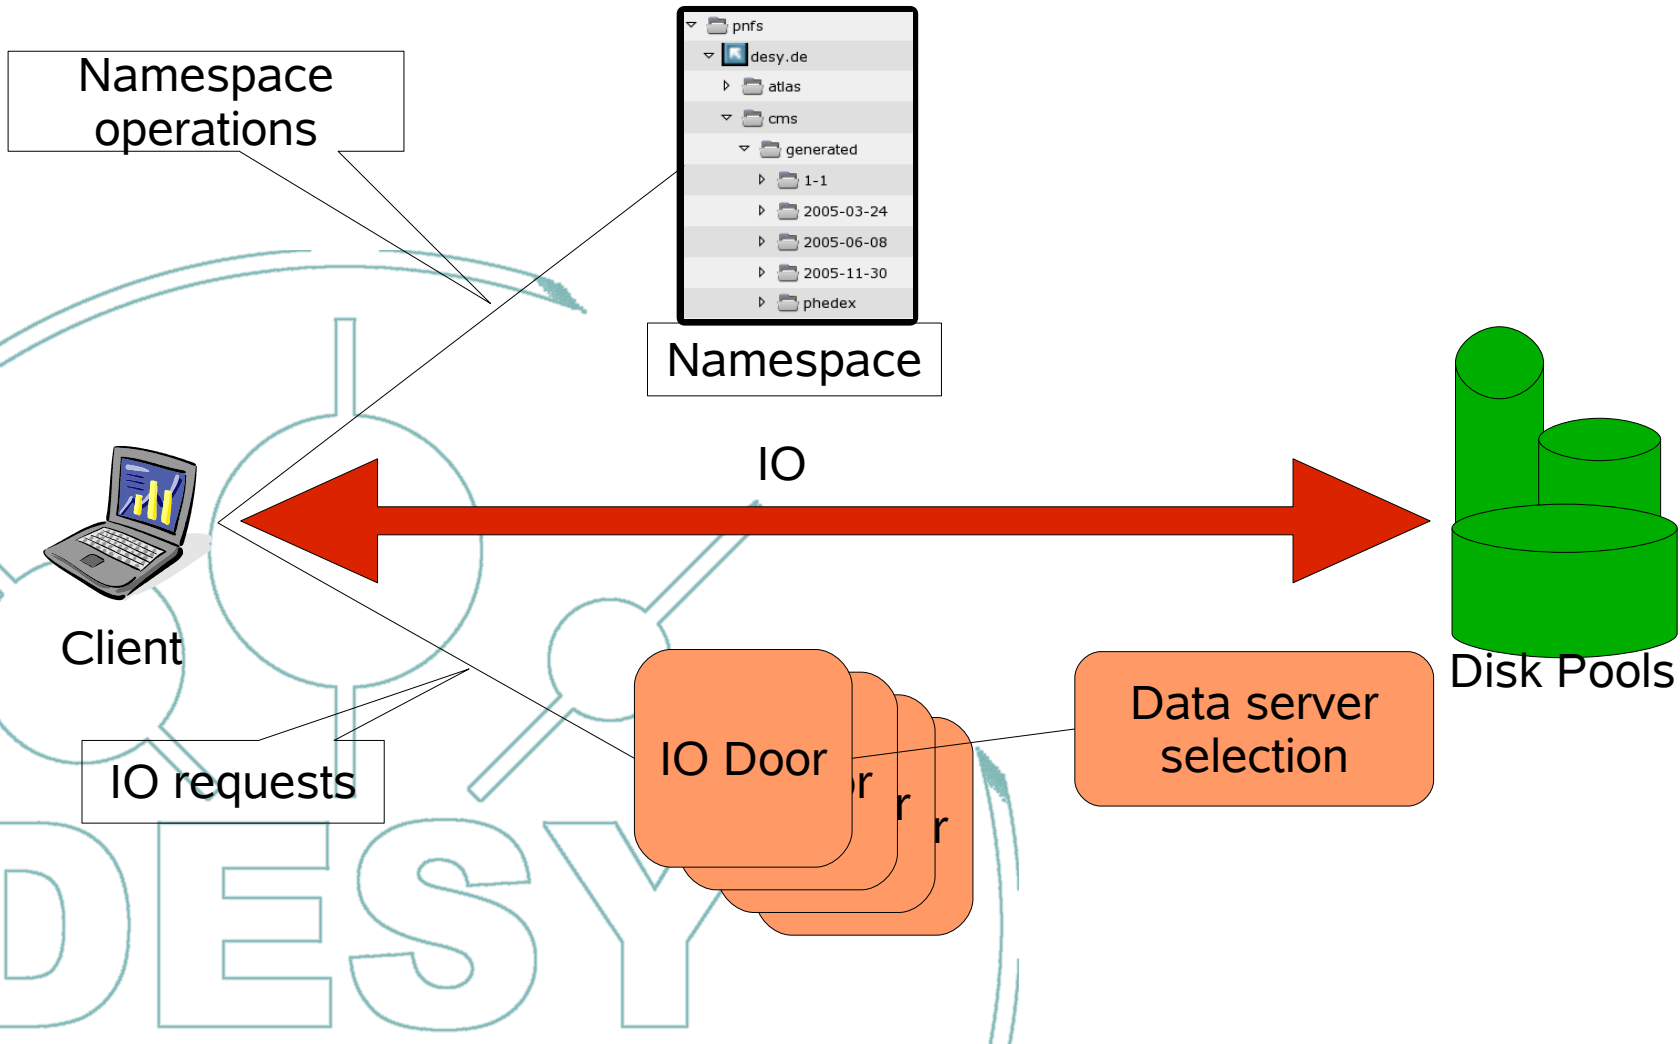 Namespace
operations
pnfs
desy.de
atlas
cms
generated
1-1
2005-03-24
2005-06-08
2005-11-30
phedex
Namespace
IO
Client
Disk Pools
IO requests
IO Door
or
r
r
Data server
selection
DESY